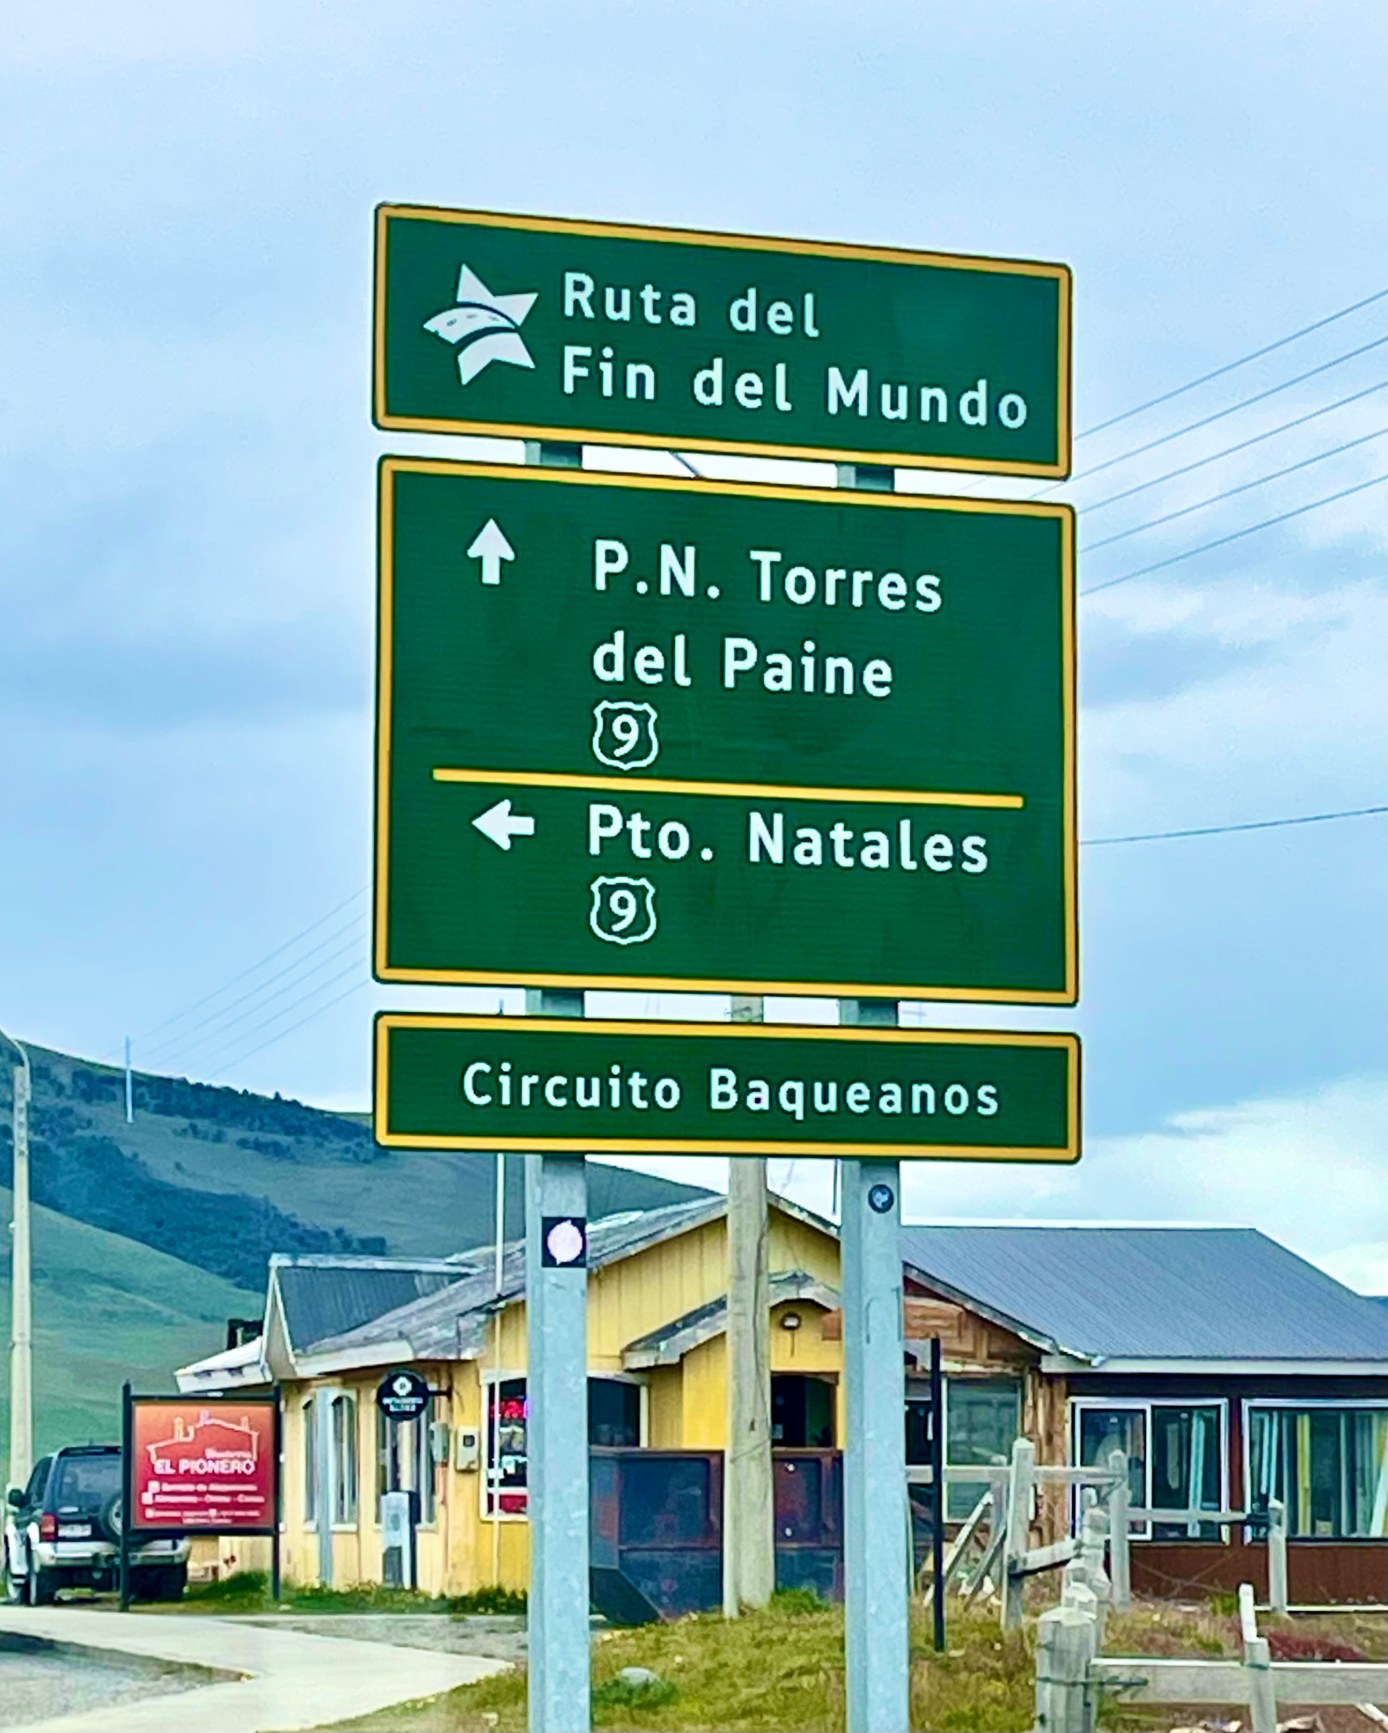 Ruta del
Fin del Mundo
P.N. Torres
del Paine
9
Pto. Natales
9
Circuito Baqueanos
EL PIONERO